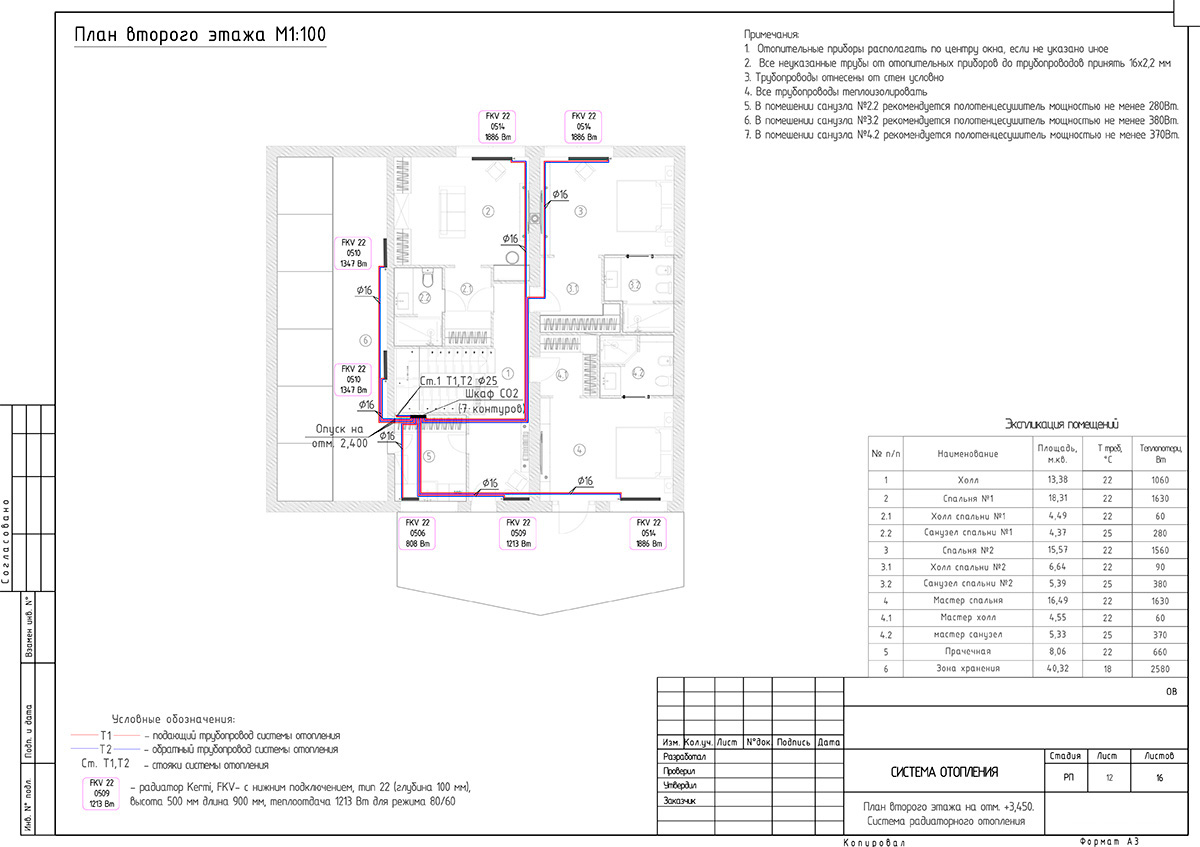 План второго этажа М1:100
Примечания:
1. Отопительные приборы располагать по центру окна, если не указано иное
2. Все неуказанные трубы от отопительных приборов до трубопроводов принять 16х2,2 мм
3. Трубопроводы отнесены от стен условно
4. Все трубопроводы теплоизолировать
5. В помешении санузла №2.2 рекомендуется полотенцесушитель мощностью не менее 280Вт.
6. В помешении санузла №3.2 рекомендуется полотенцесушитель мощностью не менее 380Вт.
7. В помешении санузла №4.2 рекомендуется полотенцесушитель мощностью не менее 370Вт.
FKV 22
0514
1886 Вт
FKV 22
0514
1886 Вт
Ф16
2
3
Ф16
FKV 22
0510
1347 Вт
2.1
3.1
3.2
2.2
Ф16
6
FKV 22
0510
1347 Вт
1
4.1
4.2
Ст.1 Т1,Т2 Ф25
Шкаф СО2
(7 контуров)
Ф16
Опуск на
отм. 2,400
Ф16
5
4
Ф16
Ф16
FKV 22
0506
808 Вт
FKV 22
0509
1213 Вт
FKV 22
0514
1886 Вт
Экспликация помещений
№ п/п Наименование Площадь, м.кв. Т треб, °С Теплопотери, Вт
1 Холл 13,38 22 1060
2 Спальня №1 18,31 22 1630
2.1 Холл спальни №1 4,49 22 60
2.2 Санузел спальни №1 4,37 25 280
3 Спальня №2 15,57 22 1560
3.1 Холл спальни №2 6,64 22 90
3.2 Санузел спальни №2 5,39 25 380
4 Мастер спальня 16,49 22 1630
4.1 Мастер холл 4,55 22 60
4.2 мастер санузел 5,33 25 370
5 Прачечная 8,06 22 660
6 Зона хранения 40,32 18 2580
Условные обозначения:
Т1 – подающий трубопровод системы отопления
Т2 – обратный трубопровод системы отопления
Ст. Т1,Т2 – стояки системы отопления
FKV 22
0509
1213 Вт
– радиатор Kermi, FKV– с нижним подключением, тип 22 (глубина 100 мм),
высота 500 мм длина 900 мм, теплоотдача 1213 Вт для режима 80/60
Согласовано
Взамен инв. №
Подп. и дата
Инв. № подл.
ОВ
Изм. Кол.уч. Лист №док. Подпись Дата
Разработал
Проверил
Утвердил
Заказчик
СИСТЕМА ОТОПЛЕНИЯ
Стадия Лист Листов
РП 12 16
План второго этажа на отм. +3,450.
Система радиаторного отопления
Копировал
Формат А3